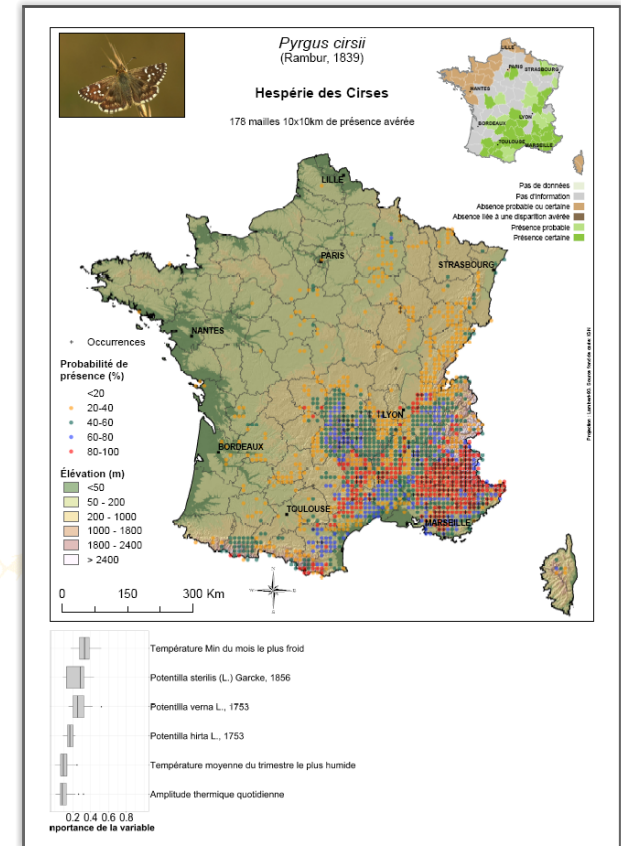 Pyrgus cirsii
(Rambur, 1839)
Hespérie des Cirses
178 mailles 10x10km de présence avérée
LILLE
PARIS
STRASBOURG
NANTES
LYON
BORDEAUX
TOULOUSE
MARSEILLE
Pas de données
Pas d'information
Absence probable ou certaine
Absence liée à une disparition avérée
Présence probable
Présence certaine
LILLE
PARIS
STRASBOURG
NANTES
LYON
BORDEAUX
TOULOUSE
MARSEILLE
Occurrences
Probabilité de
présence (%)
<20
20-40
40-60
60-80
80-100
Élévation (m)
<50
50 - 200
200 - 1000
1000 - 1800
1800 - 2400
> 2400
0 150 300 Km
N
W
E
S
Température Min du mois le plus froid
Potentilla sterilis (L.) Garcke, 1856
Potentilla verna L., 1753
Potentilla hirta L., 1753
Température moyenne du trimestre le plus humide
Amplitude thermique quotidienne
0.2 0.4 0.6 0.8
mportance de la variable